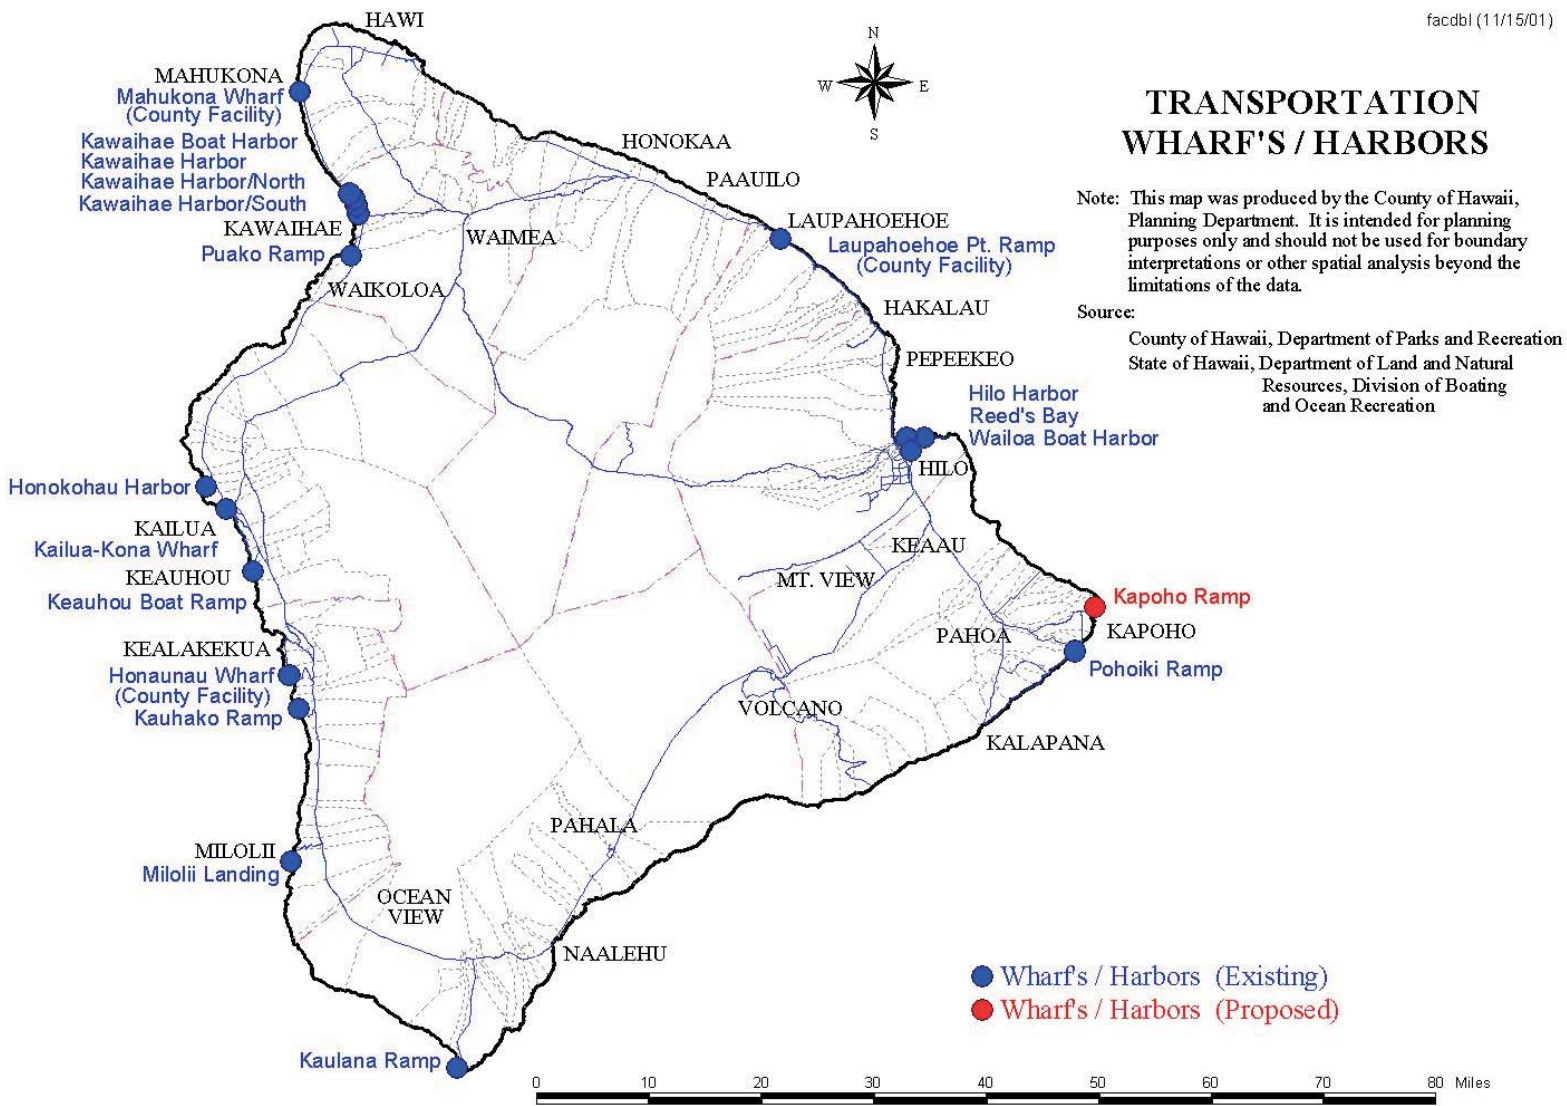 facdbl (11/15/01)
TRANSPORTATION
WHARF'S / HARBORS
Note: This map was produced by the County of Hawaii,
Planning Department. It is intended for planning
purposes only and should not be used for boundary
interpretations or other spatial analysis beyond the
limitations of the data.
Source:
County of Hawaii, Department of Parks and Recreation
State of Hawaii, Department of Land and Natural
Resources, Division of Boating
and Ocean Recreation
N
W
E
S
HAWI
MAHUKONA
Mahukona Wharf
(County Facility)
Kawaihae Boat Harbor
Kawaihae Harbor
Kawaihae Harbor/North
Kawaihae Harbor/South
KAWAIHAE
Puako Ramp
WAIKOLOA
WAIMEA
HONOKAA
PAAUILO
LAUPAHOEHOE
Laupahoehoe Pt. Ramp
(County Facility)
HAKALAU
PEPEEKEO
Hilo Harbor
Reed's Bay
Wailoa Boat Harbor
HILO
Honokohau Harbor
KAILUA
Kailua-Kona Wharf
KEAUHOU
Keauhou Boat Ramp
KEALAKEKUA
Honaunau Wharf
(County Facility)
Kauhako Ramp
KEAAU
MT. VIEW
PAHOA
Kapoho Ramp
KAPOHO
Pohoiki Ramp
VOLCANO
KALAPANA
PAHALA
MILOLII
Milolii Landing
OCEAN
VIEW
NAALEHU
Kaulana Ramp
Wharf's / Harbors (Existing)
Wharf's / Harbors (Proposed)
0 10 20 30 40 50 60 70 80 Miles